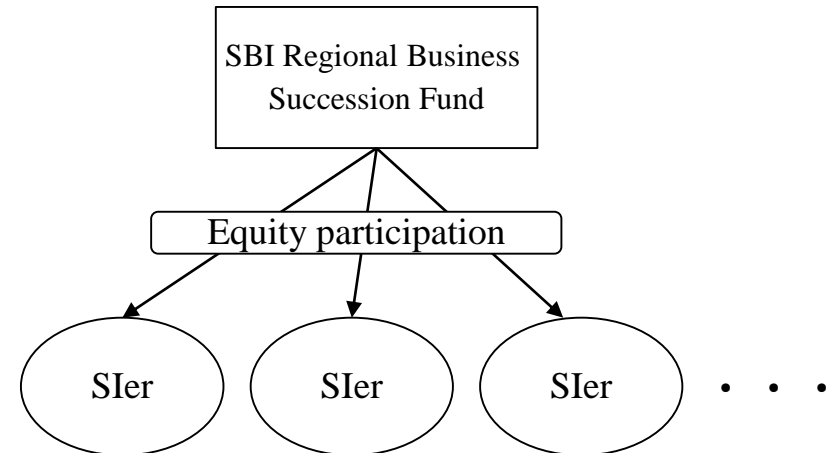 SBI Regional Business
Succession Fund
Equity participation
SIer
SIer
SIer
・・・